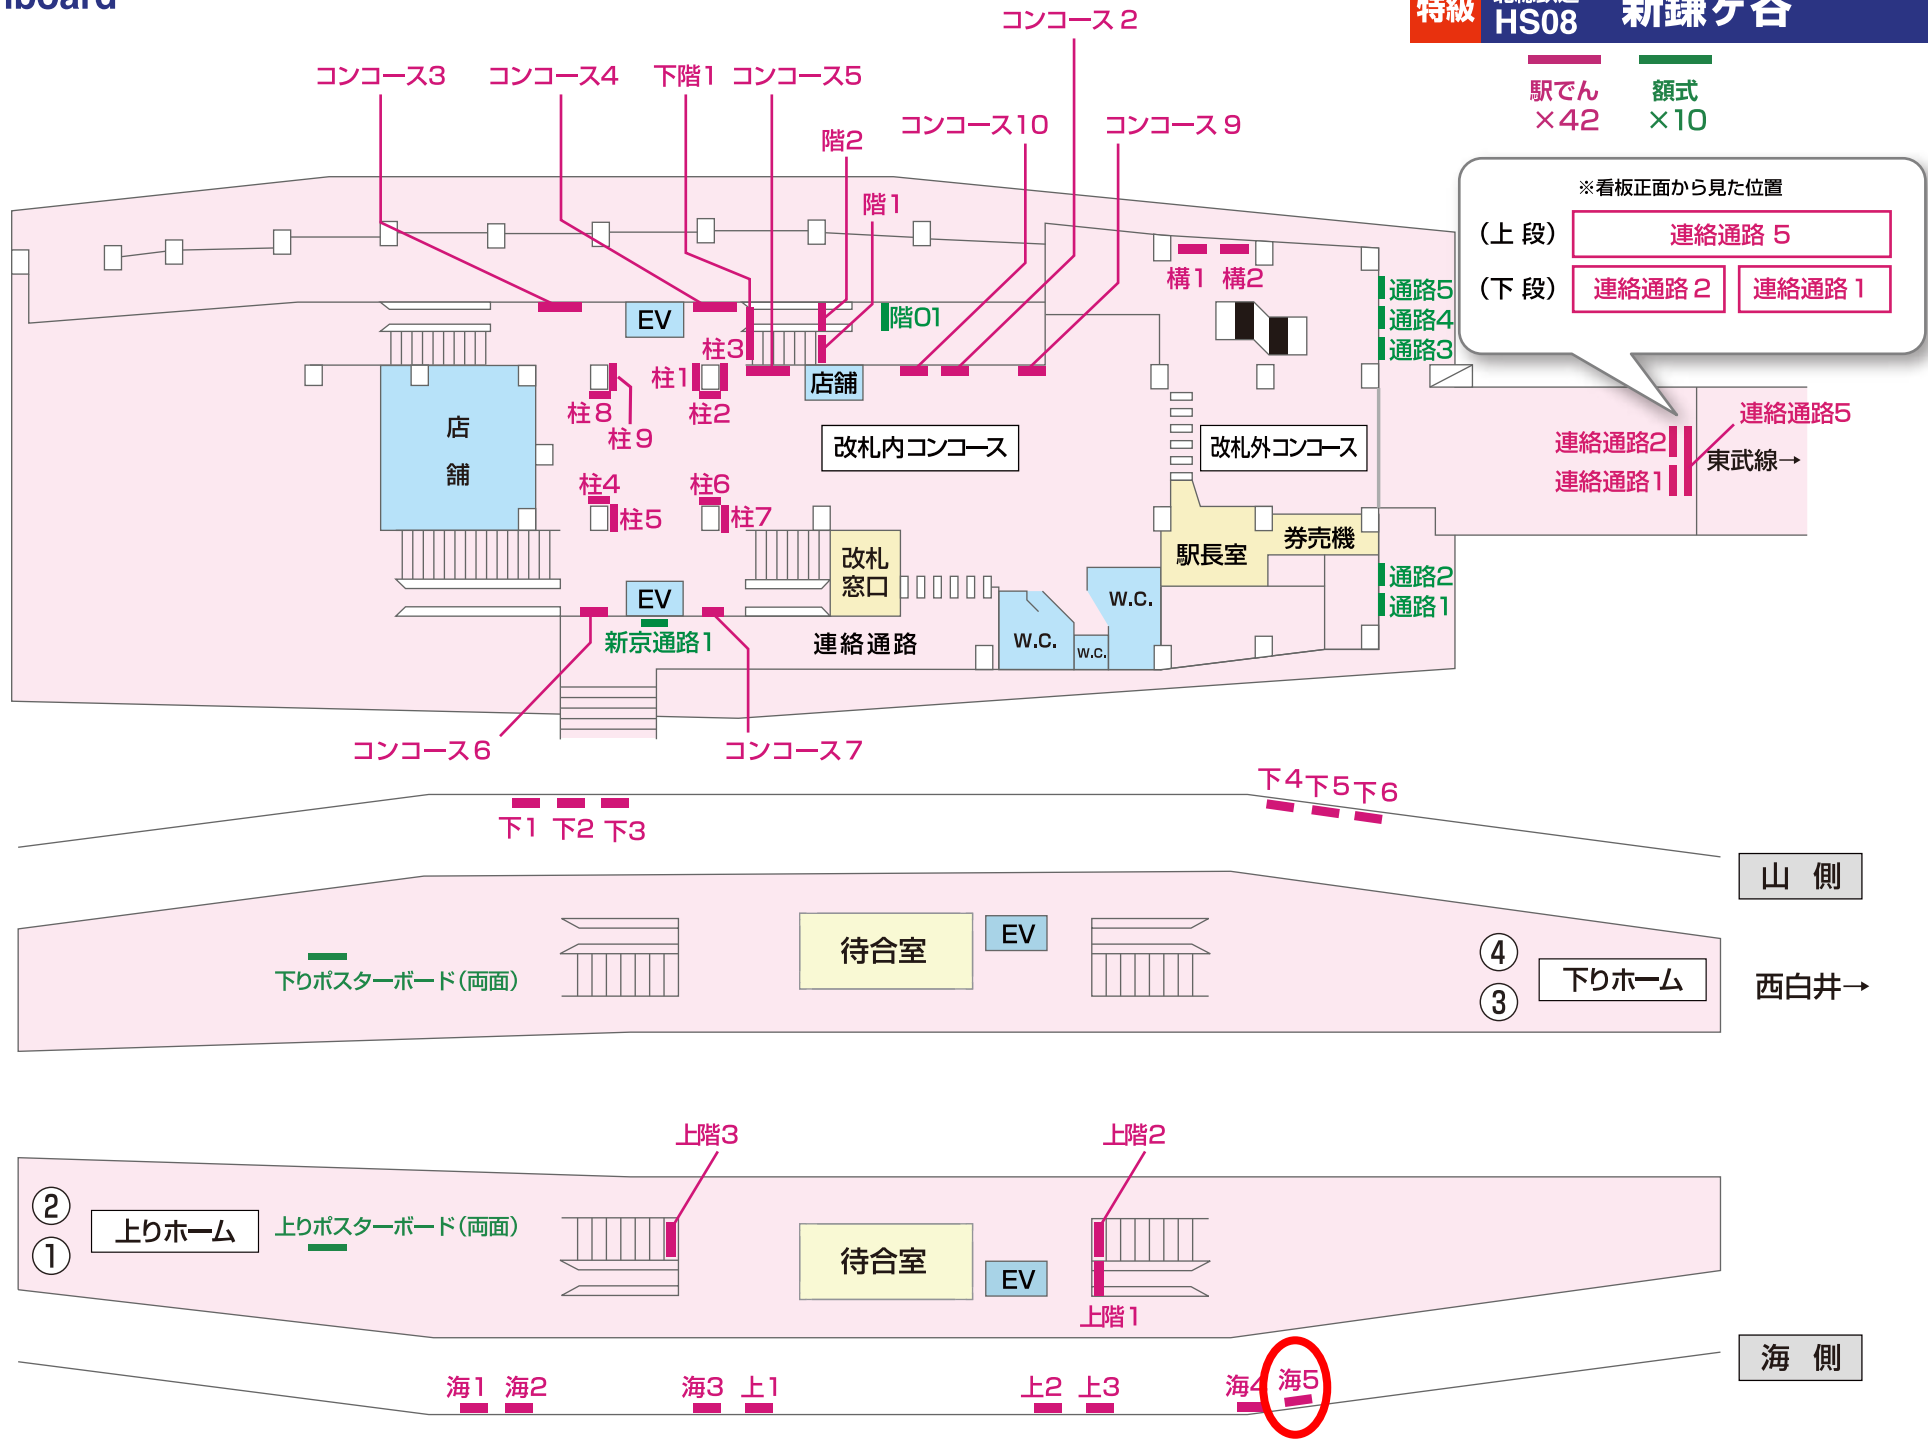 特級
HS08
新鎌ヶ谷
駅でん
×42
額式
×10
コンコース 2
コンコース3
コンコース4
下階1
コンコース5
コンコース10
コンコース 9
階2
階1
※看板正面から見た位置
(上 段)
連絡通路 5
(下 段)
連絡通路 2
連絡通路 1
構1
構2
通路5
通路4
通路3
EV
階01
柱3
柱1
店舗
柱8
柱2
柱9
店
舗
改札内コンコース
改札外コンコース
連絡通路5
連絡通路2
東武線→
連絡通路1
柱4
柱6
柱5
柱7
改札
窓口
駅長室
券売機
通路2
通路1
EV
W.C.
W.C.
W.C.
新京通路1
連絡通路
コンコース 6
コンコース 7
下4
下5
下6
下1
下2
下3
山 側
待合室
EV
④
③
下りホーム
西白井→
下りポスターボード(両面)
上階3
上階2
②
①
上りホーム
上りポスターボード(両面)
待合室
EV
上階1
海 側
海1
海2
海3
上1
上2
上3
海4
海5